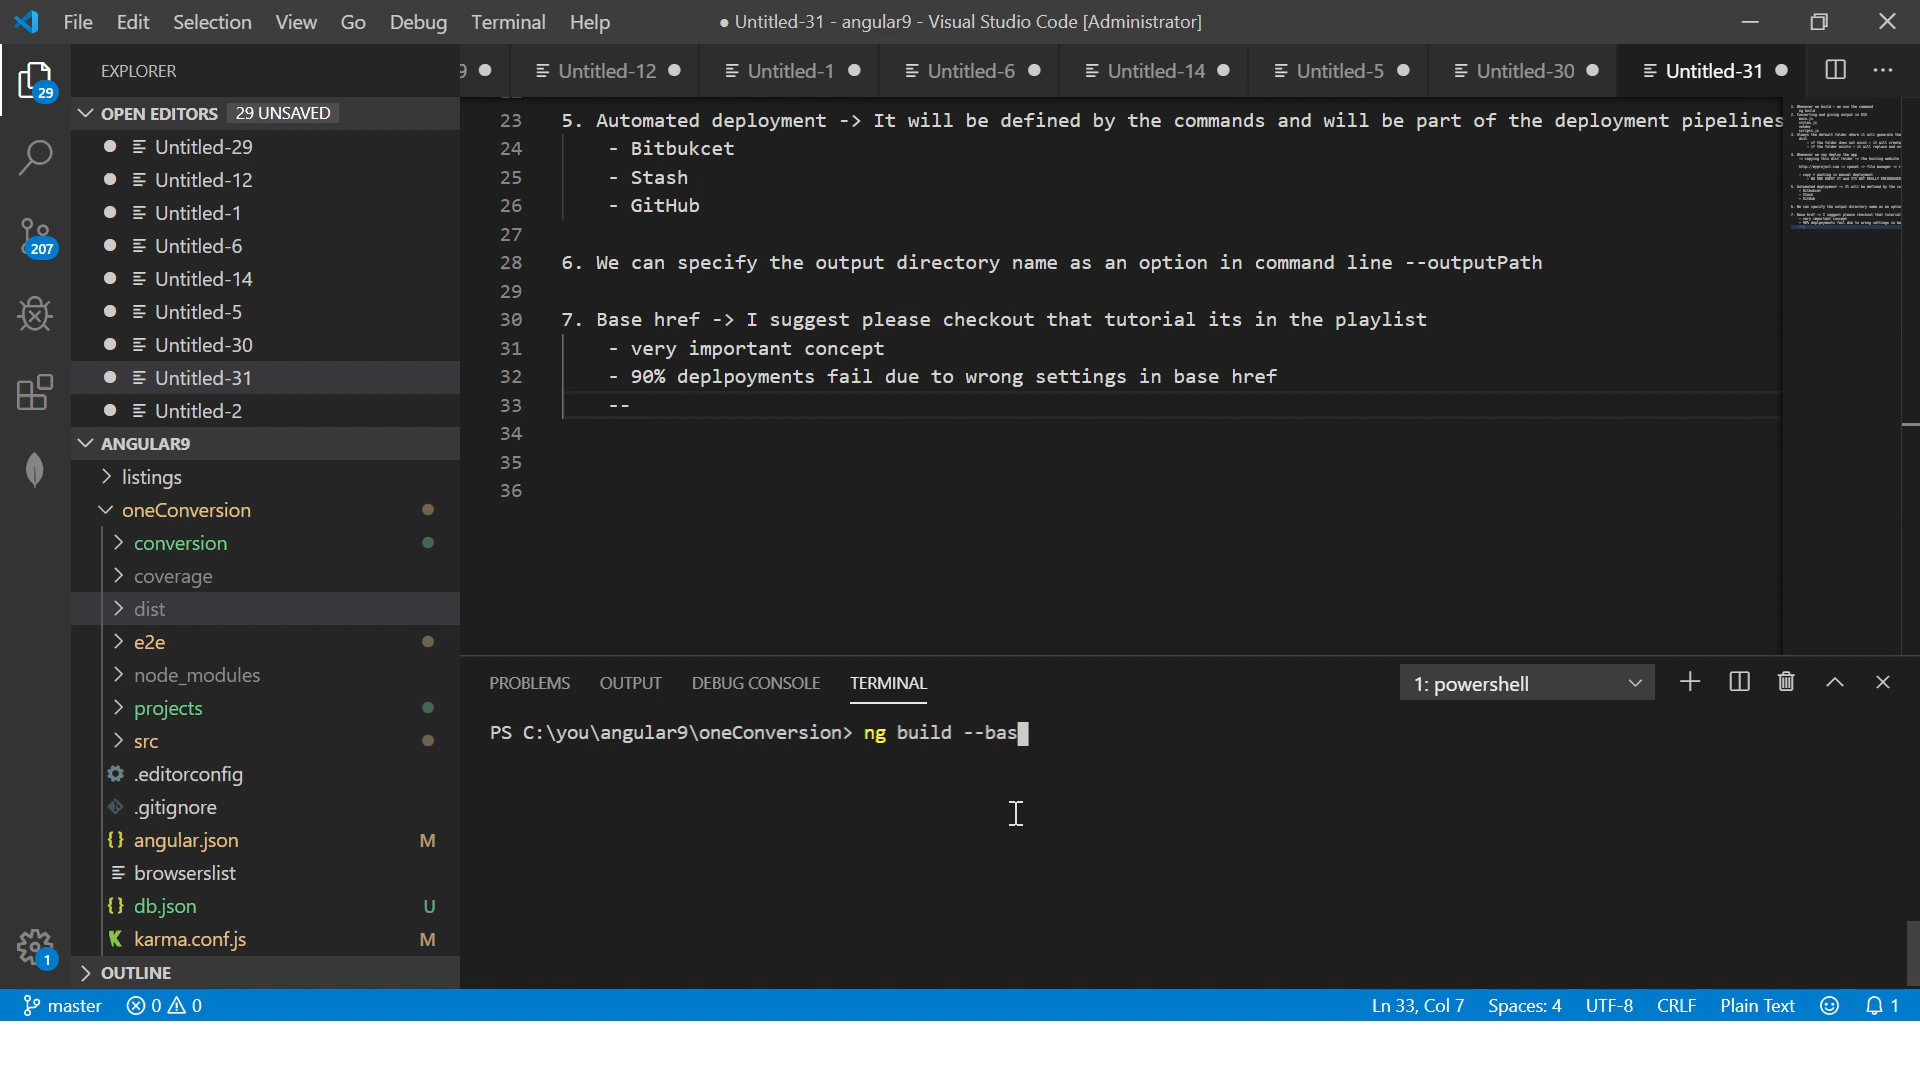 File Edit Selection View Go Debug Terminal Help
● Untitled-31 - angular9 - Visual Studio Code [Administrator]
EXPLORER
9 Untitled-12 Untitled-1 Untitled-6 Untitled-14 Untitled-5 Untitled-30 Untitled-31
29
OPEN EDITORS 29 UNSAVED
Untitled-29
Untitled-12
Untitled-1
Untitled-6
207
Untitled-14
Untitled-5
Untitled-30
Untitled-31
Untitled-2
ANGULAR9
listings
oneConversion
conversion
coverage
dist
e2e
node_modules
projects
src
.editorconfig
.gitignore
angular.json M
browserslist
db.json U
karma.conf.js M
1
OUTLINE
23 5. Automated deployment -> It will be defined by the commands and will be part of the deployment pipelines
24 - Bitbukcet
25 - Stash
26 - GitHub
27
28 6. We can specify the output directory name as an option in command line --outputPath
29
30 7. Base href -> I suggest please checkout that tutorial its in the playlist
31 - very important concept
32 - 90% deplpoyments fail due to wrong settings in base href
33 --
34
35
36
PROBLEMS OUTPUT DEBUG CONSOLE TERMINAL 1: powershell
PS C:\you\angular9\oneConversion> ng build --bas
master 0 0 Ln 33, Col 7 Spaces: 4 UTF-8 CRLF Plain Text 1